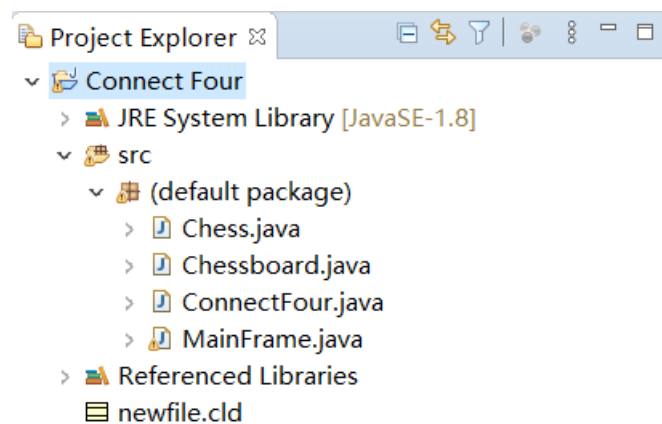 Project Explorer
Connect Four
JRE System Library [JavaSE-1.8]
src
(default package)
Chess.java
Chessboard.java
ConnectFour.java
MainFrame.java
Referenced Libraries
newfile.cld